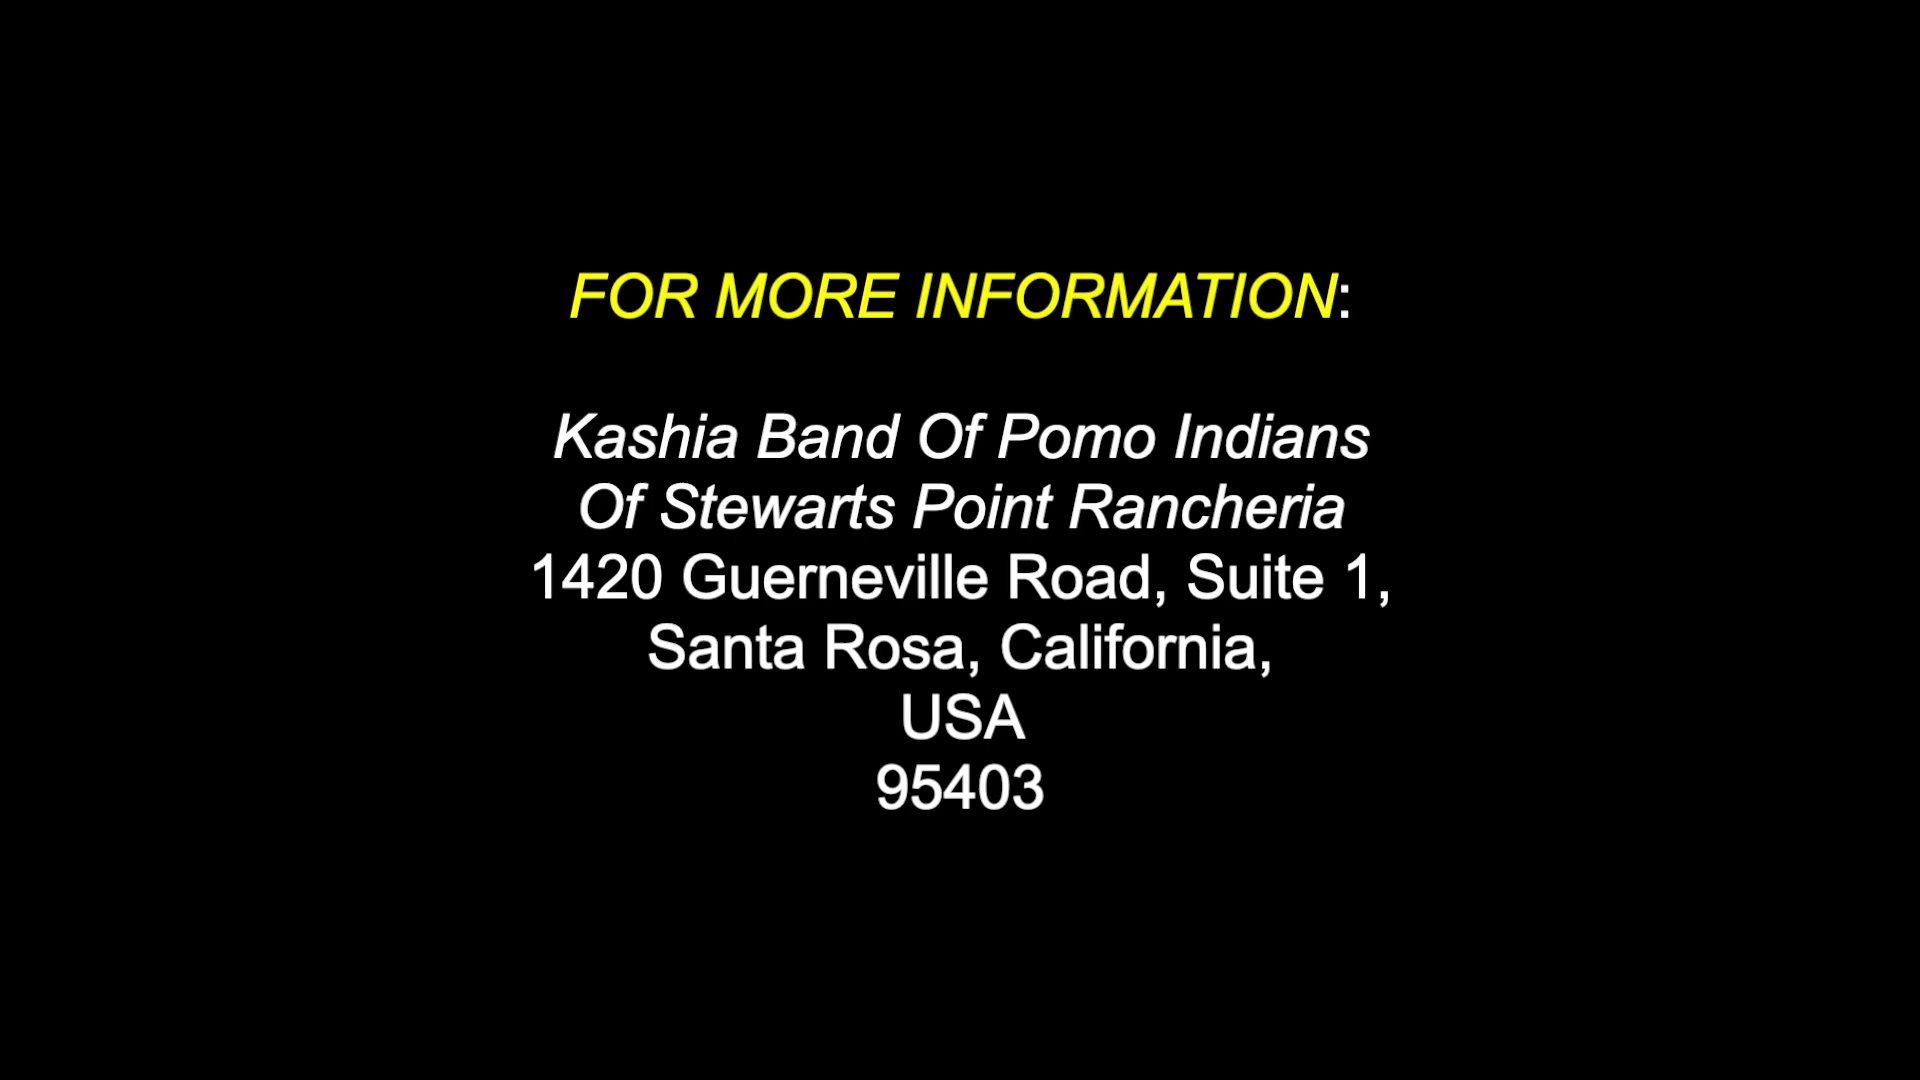 FOR MORE INFORMATION:
Kashia Band Of Pomo Indians
Of Stewarts Point Rancheria
1420 Guerneville Road, Suite 1,
Santa Rosa, California,
USA
95403